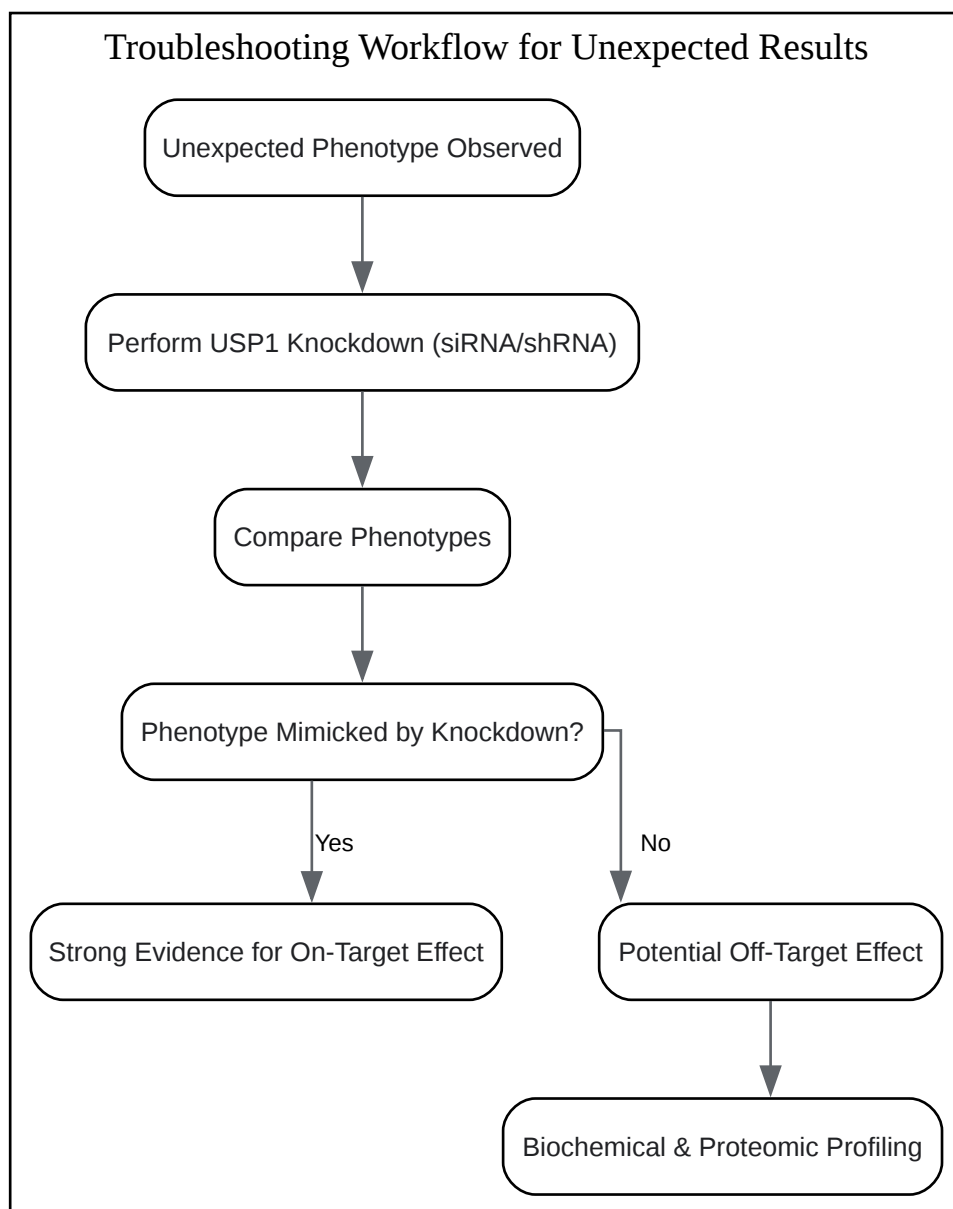 Troubleshooting Workflow for Unexpected Results
Unexpected Phenotype Observed
Perform USP1 Knockdown (siRNA/shRNA)
Compare Phenotypes
Phenotype Mimicked by Knockdown?
Yes
No
Strong Evidence for On-Target Effect
Potential Off-Target Effect
Biochemical & Proteomic Profiling